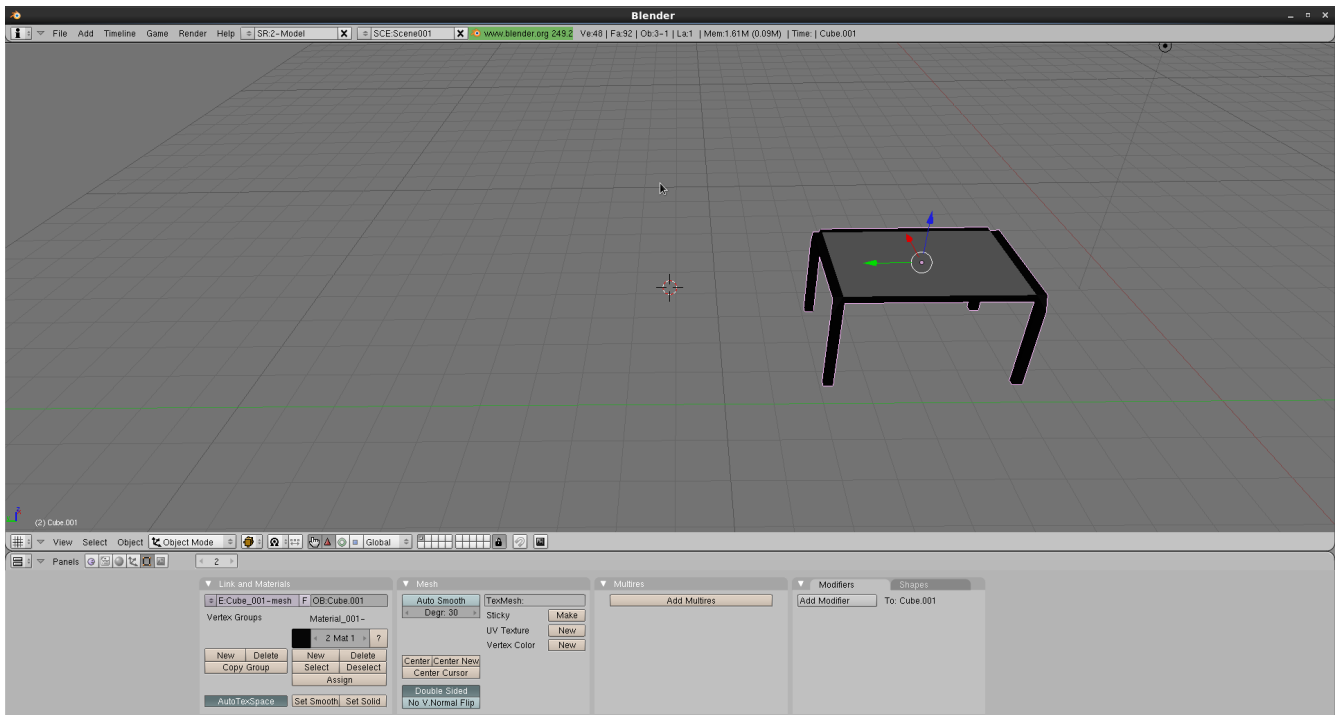 Blender
File Add Timeline Game Render Help SR:2-Model X SCE:Scene001 X www.blender.org 249.2 Ve:48 | Fa:92 | Ob:3-1 | La:1 | Mem:1.61M (0.09M) | Time: | Cube.001
(2) Cube.001
View Select Object Object Mode Global
Panels 2
Link and Materials Mesh Multires Modifiers Shapes
E:Cube_001-mesh F OB:Cube.001 Auto Smooth TexMesh: Add Multires Add Modifier To: Cube.001
Vertex Groups Material_001- Degr: 30 Sticky Make
2 Mat 1 ? UV Texture New
Vertex Color New
New Delete New Delete
Copy Group Select Deselect Center Center New
Assign Center Cursor
Double Sided
AutoTexSpace Set Smooth Set Solid No V.Normal Flip